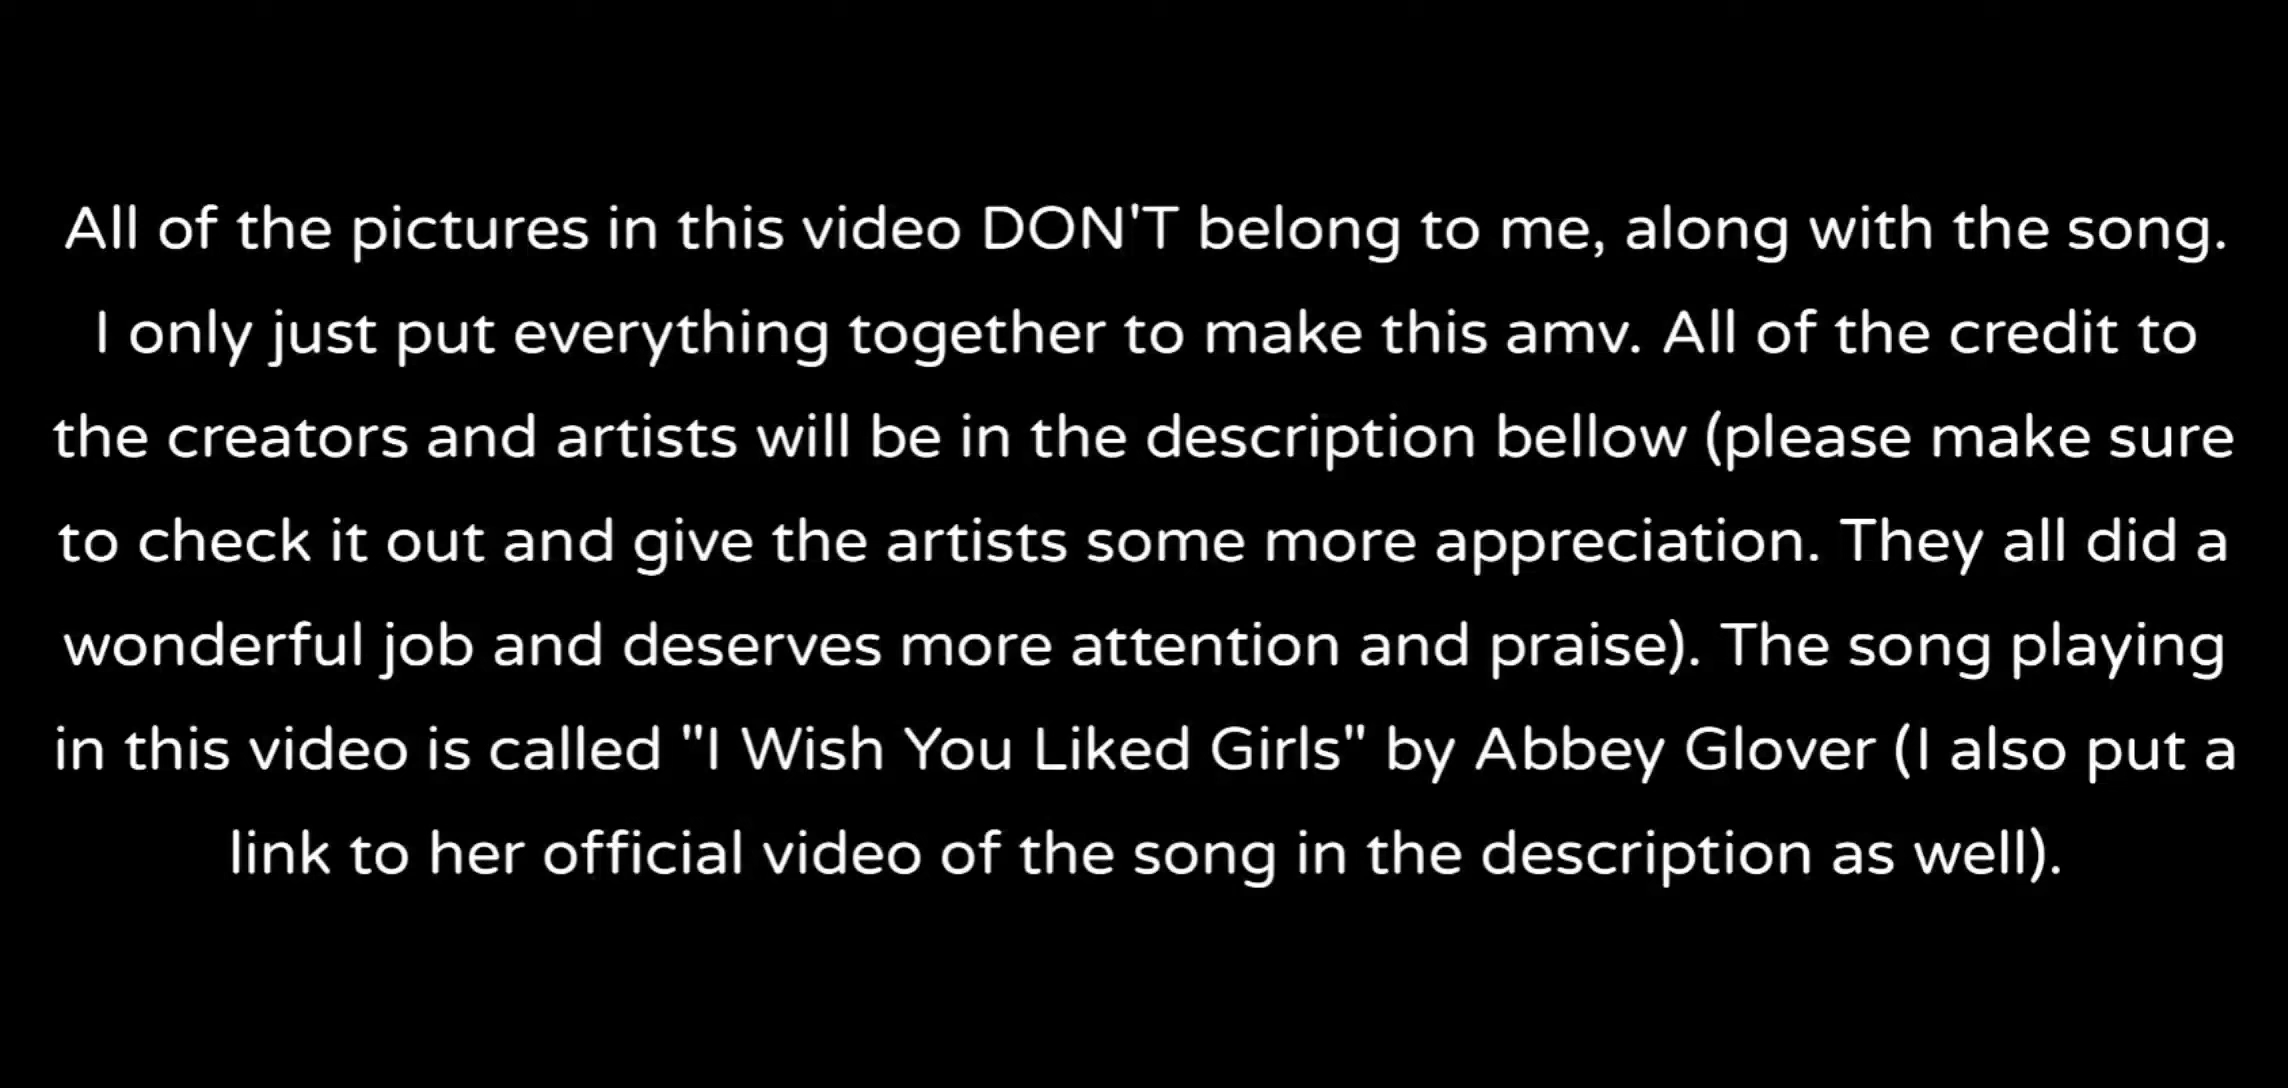 All of the pictures in this video DON'T belong to me, along with the song.
I only just put everything together to make this amv. All of the credit to
the creators and artists will be in the description bellow (please make sure
to check it out and give the artists some more appreciation. They all did a
wonderful job and deserves more attention and praise). The song playing
in this video is called "I Wish You Liked Girls" by Abbey Glover (I also put a
link to her official video of the song in the description as well).